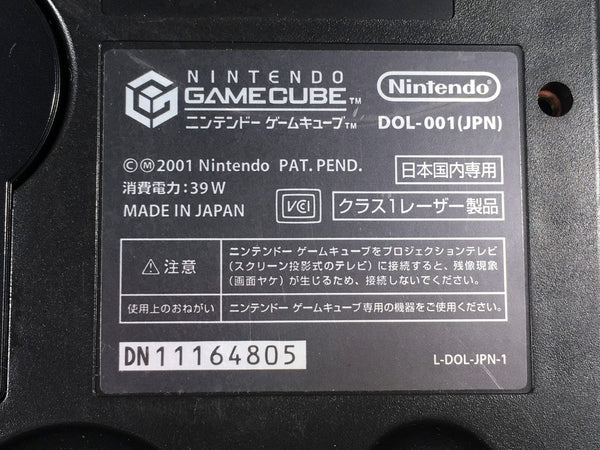 NINTENDO
GAMECUBE™
ニンテンドー ゲームキューブ™
Nintendo®
DOL-001(JPN)
©Ⓜ2001 Nintendo PAT. PEND.
消費電力:39W
MADE IN JAPAN
VCI
日本国内専用
クラス1レーザー製品
⚠注意
ニンテンドー ゲームキューブをプロジェクションテレビ
(スクリーン投影式のテレビ)に接続すると、残像現象
(画面ヤケ)が生じるため、接続しないでください。
使用上のおねがい
ニンテンドー ゲームキューブ専用の機器をご使用ください。
DN11164805
L-DOL-JPN-1